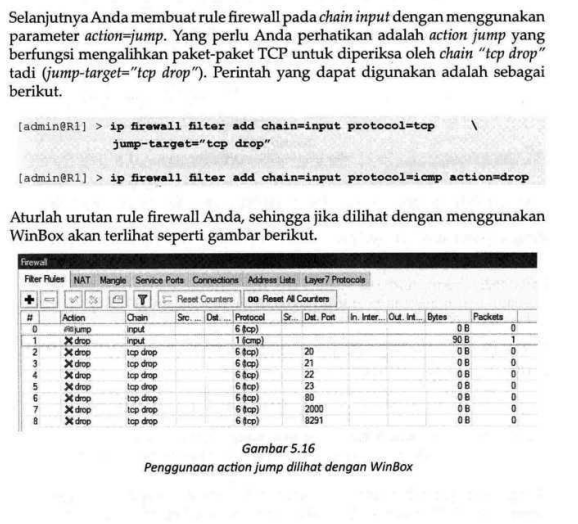 Selanjutnya Anda membuat rule firewall pada chain input dengan menggunakan
parameter action=jump. Yang perlu Anda perhatikan adalah action jump yang
berfungsi mengalihkan paket-paket TCP untuk diperiksa oleh chain “tcp drop”
tadi (jump-target=”tcp drop”). Perintah yang dapat digunakan adalah sebagai
berikut.
[admin@R1] > ip firewall filter add chain=input protocol=tcp \
jump-target=”tcp drop”
[admin@R1] > ip firewall filter add chain=input protocol=icmp action=drop
Aturlah urutan rule firewall Anda, sehingga jika dilihat dengan menggunakan
WinBox akan terlihat seperti gambar berikut.
Firewall
Filter Rules NAT Mangle Service Ports Connections Address Lists Layer7 Protocols
Reset Counters 00 Reset All Counters
# Action Chain Src. ... Dst. ... Protocol Sr... Dst. Port In. Inter... Out. Int... Bytes Packets
0 jump input 6 (tcp) 0 B 0
1 drop input 1 (icmp) 90 B 1
2 drop tcp drop 6 (tcp) 20 0 B 0
3 drop tcp drop 6 (tcp) 21 0 B 0
4 drop tcp drop 6 (tcp) 22 0 B 0
5 drop tcp drop 6 (tcp) 23 0 B 0
6 drop tcp drop 6 (tcp) 80 0 B 0
7 drop tcp drop 6 (tcp) 2000 0 B 0
8 drop tcp drop 6 (tcp) 8291 0 B 0
Gambar 5.16
Penggunaan action jump dilihat dengan WinBox